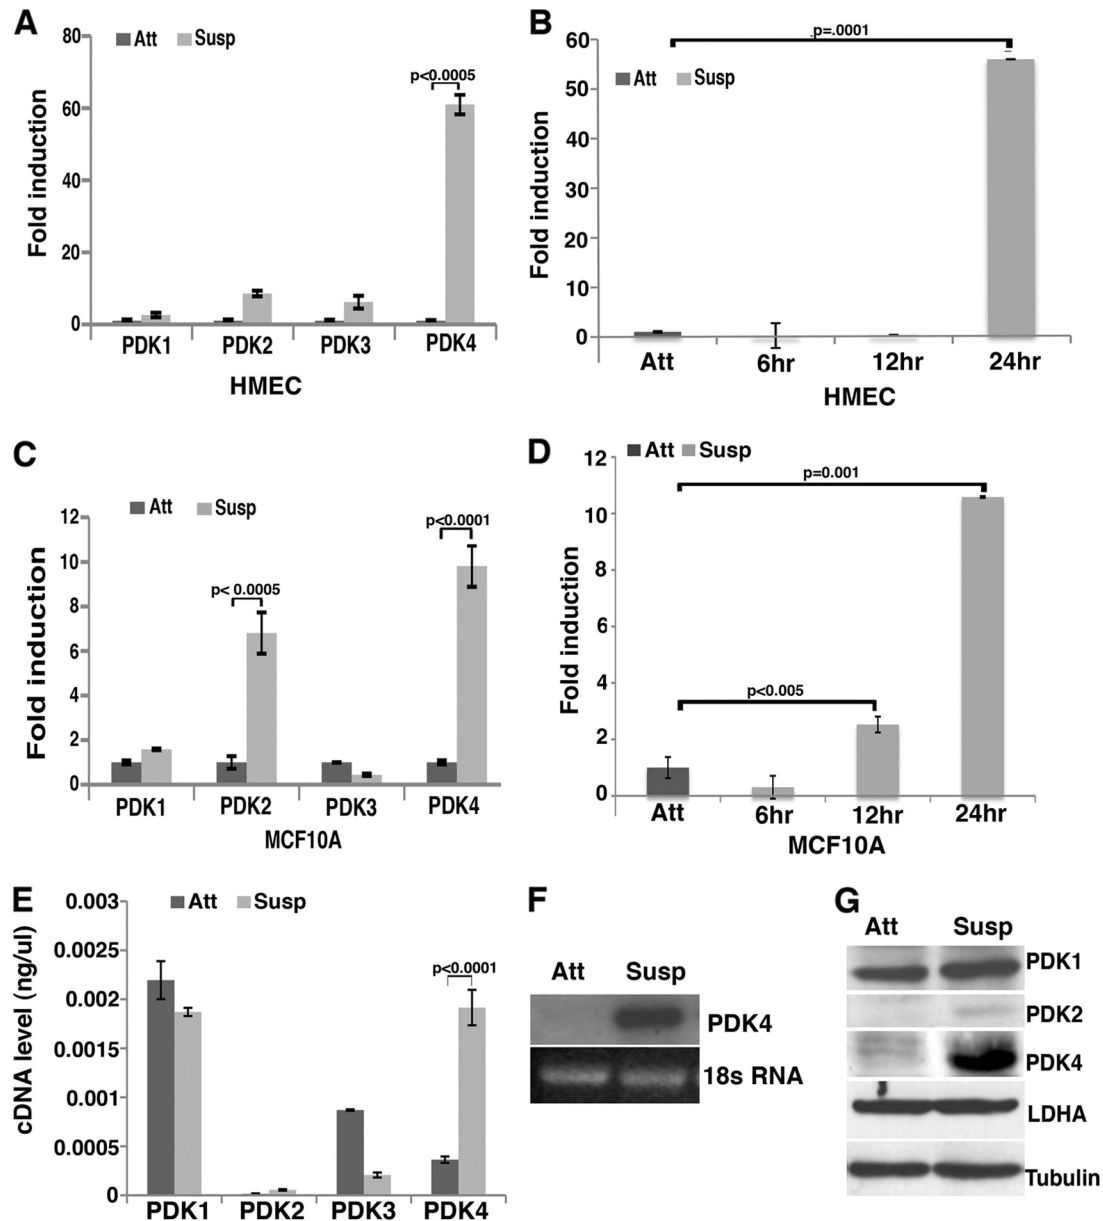 A
80
60
40
20
0
Fold induction
Att Susp
p<0.0005
PDK1 PDK2 PDK3 PDK4
HMEC
B
60
50
40
30
20
10
0
Fold induction
p=.0001
Att Susp
Att 6hr 12hr 24hr
HMEC
C
12
10
8
6
4
2
0
Fold induction
Att Susp
p< 0.0005
p<0.0001
PDK1 PDK2 PDK3 PDK4
MCF10A
D
12
10
8
6
4
2
0
Fold induction
Att Susp
p=0.001
p<0.005
Att 6hr 12hr 24hr
MCF10A
E
0.003
0.0025
0.002
0.0015
0.001
0.0005
0
cDNA level (ng/ul)
Att Susp
p<0.0001
PDK1 PDK2 PDK3 PDK4
F
Att Susp
PDK4
18s RNA
G
Att Susp
PDK1
PDK2
PDK4
LDHA
Tubulin